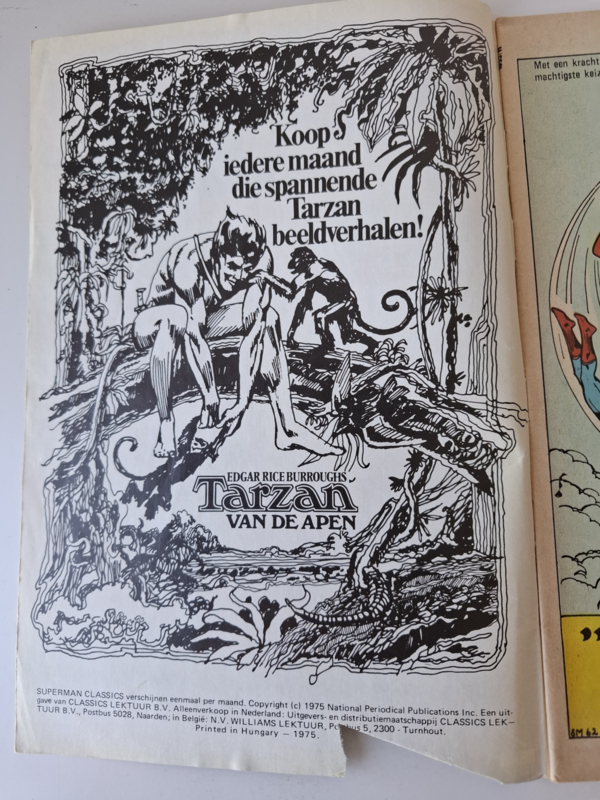 Koop
iedere maand
die spannende
Tarzan
beeldverhalen!
EDGAR RICE BURROUGHS'
Tarzan
VAN DE APEN
SUPERMAN CLASSICS verschijnen eenmaal per maand. Copyright (c) 1975 National Periodical Publications Inc. Een uit-
gave van CLASSICS LEKTUUR B.V. Alleenverkoop in Nederland: Uitgevers- en distributiemaatschappij CLASSICS LEK-
TUUR B.V., Postbus 5028, Naarden; in België: N.V. WILLIAMS LEKTUUR, Postbus 5, 2300 - Turnhout.
Printed in Hungary — 1975.
Met een kracht
machtigste keiz
SM 62